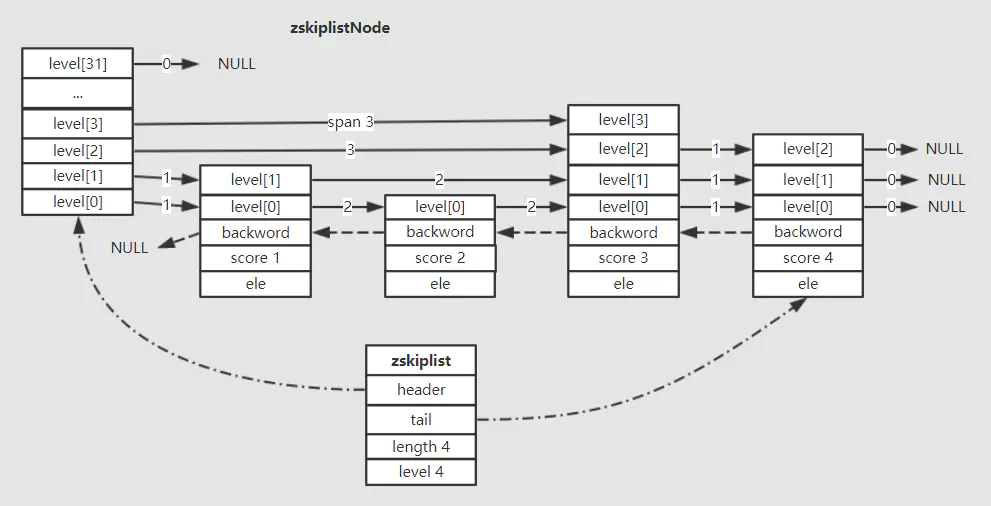 zskiplistNode
level[31]
0
NULL
...
level[3]
span 3
level[3]
level[2]
3
level[2]
1
level[2]
0
NULL
level[1]
1
level[1]
2
level[1]
1
level[1]
0
NULL
level[0]
1
level[0]
2
level[0]
2
level[0]
1
level[0]
0
NULL
NULL
backword
backword
backword
backword
score 1
score 2
score 3
score 4
ele
ele
ele
ele
zskiplist
header
tail
length 4
level 4